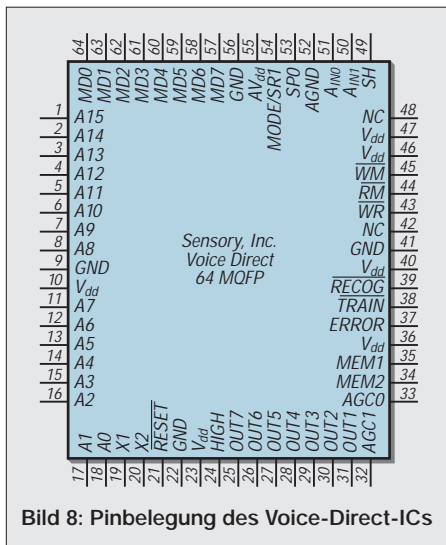 64 63 62 61 60 59 58 57 56 55 54 53 52 51 50 49
MD0 MD1 MD2 MD3 MD4 MD5 MD6 MD7 GND AVdd MODE/SR1 SP0 AGND AIN0 AIN1 SH
1 A15
2 A14
3 A13
4 A12
5 A11
6 A10
7 A9
8 A8
9 GND
10 Vdd
11 A7
12 A6
13 A5
14 A4
15 A3
16 A2
Sensory, Inc.
Voice Direct
64 MQFP
NC 48
Vdd 47
Vdd 46
WM 45
RM 44
WR 43
NC 42
GND 41
Vdd 40
RECOG 39
TRAIN 38
ERROR 37
Vdd 36
MEM1 35
MEM2 34
AGC0 33
A1 A0 X1 X2 RESET GND Vdd HIGH OUT7 OUT6 OUT5 OUT4 OUT3 OUT2 OUT1 AGC1
17 18 19 20 21 22 23 24 25 26 27 28 29 30 31 32
Bild 8: Pinbelegung des Voice-Direct-ICs